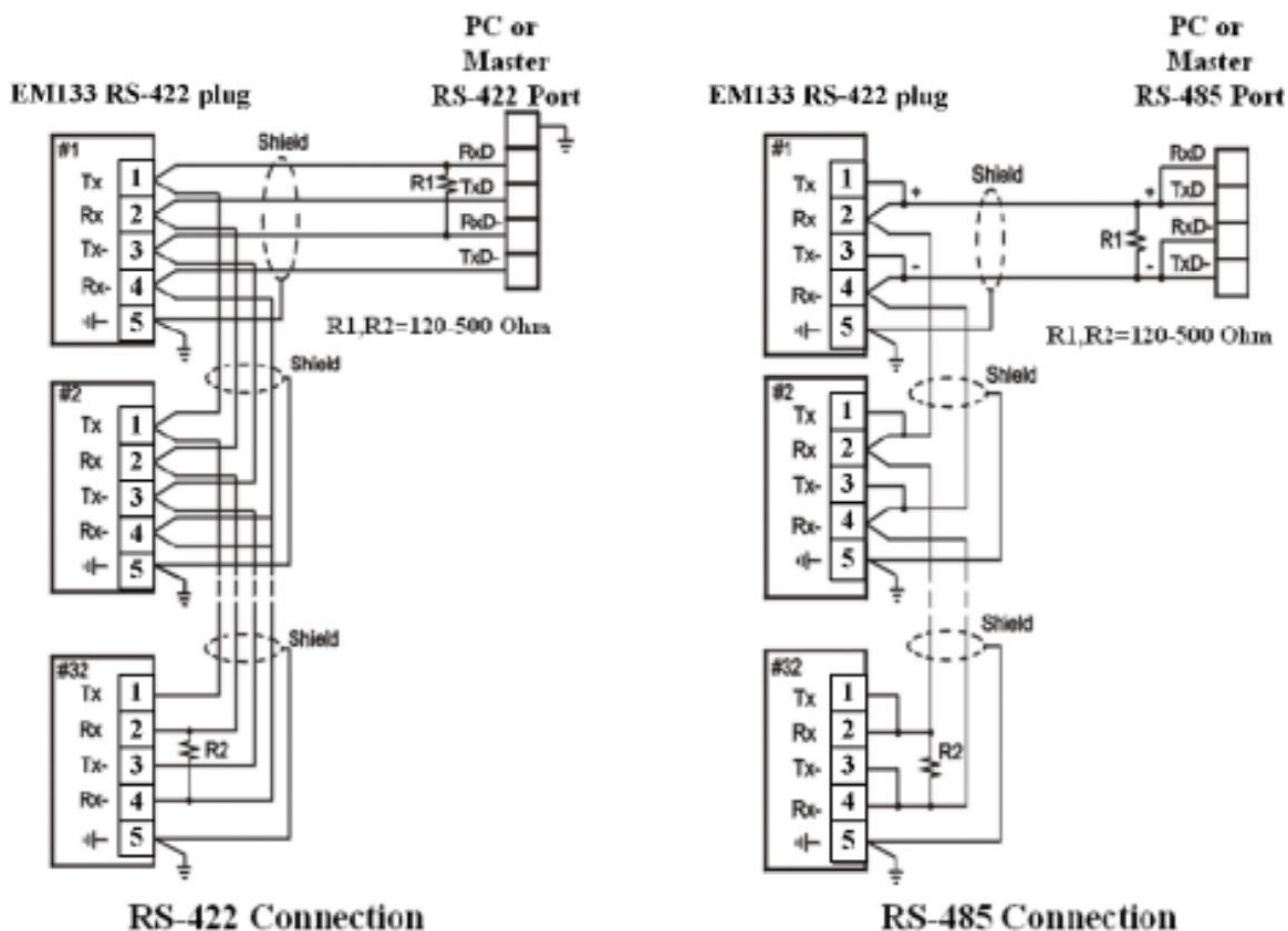 PC or
Master
EM133 RS-422 plug RS-422 Port
#1
Shield
RxD
Tx 1
R1 TxD
Rx 2
RxD-
Tx- 3
TxD-
Rx- 4
5
R1,R2=120-500 Ohm
Shield
#2
Tx 1
Rx 2
Tx- 3
Rx- 4
5
Shield
#32
Tx 1
Rx 2
R2
Tx- 3
Rx- 4
5
RS-422 Connection
PC or
Master
EM133 RS-422 plug RS-485 Port
#1
RxD
Shield
Tx 1
+ + TxD
Rx 2
RxD-
R1
Tx- 3
- - TxD-
Rx- 4
5
R1,R2=120-500 Ohm
Shield
#2
Tx 1
Rx 2
Tx- 3
Rx- 4
5
Shield
#32
Tx 1
Rx 2
R2
Tx- 3
Rx- 4
5
RS-485 Connection